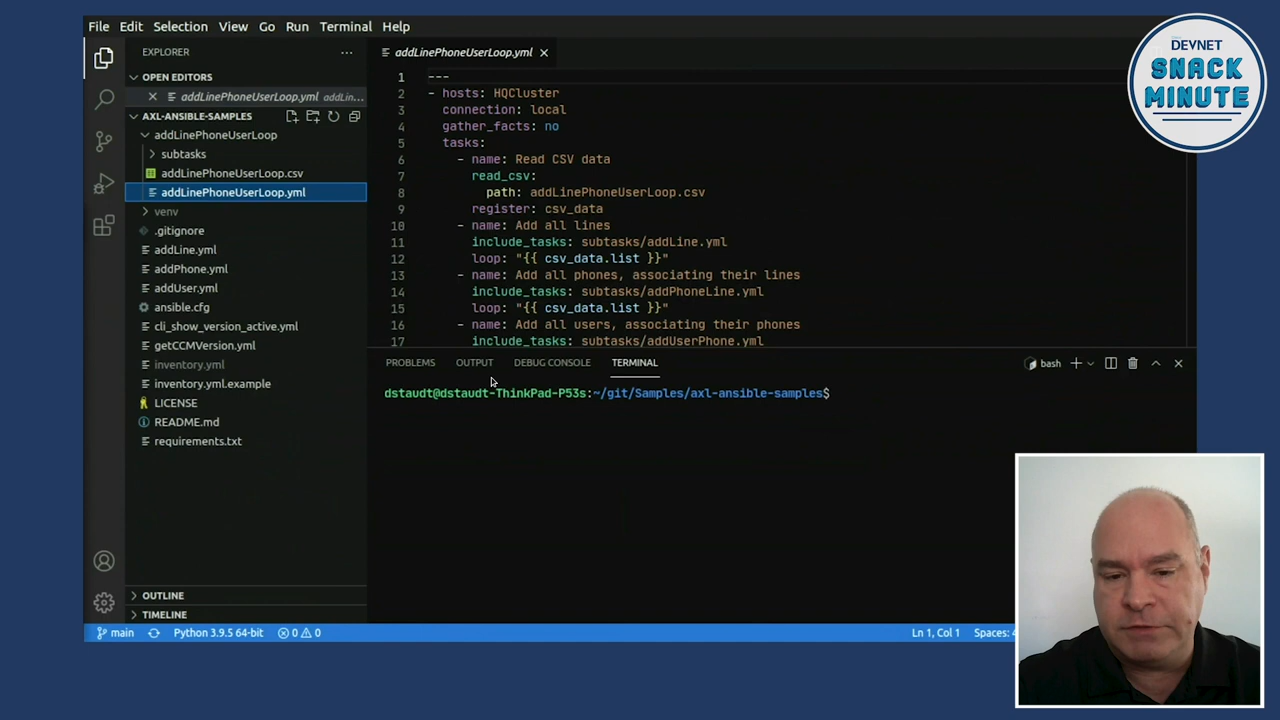 File Edit Selection View Go Run Terminal Help
DEVNET
SNACK
MINUTE
EXPLORER
OPEN EDITORS
addLinePhoneUserLoop.yml addLin...
AXL-ANSIBLE-SAMPLES
addLinePhoneUserLoop
subtasks
addLinePhoneUserLoop.csv
addLinePhoneUserLoop.yml
venv
.gitignore
addLine.yml
addPhone.yml
addUser.yml
ansible.cfg
cli_show_version_active.yml
getCCMVersion.yml
inventory.yml
inventory.yml.example
LICENSE
README.md
requirements.txt
OUTLINE
TIMELINE
addLinePhoneUserLoop.yml
1 ---
2 - hosts: HQCluster
3 connection: local
4 gather_facts: no
5 tasks:
6 - name: Read CSV data
7 read_csv:
8 path: addLinePhoneUserLoop.csv
9 register: csv_data
10 - name: Add all lines
11 include_tasks: subtasks/addLine.yml
12 loop: "{{ csv_data.list }}"
13 - name: Add all phones, associating their lines
14 include_tasks: subtasks/addPhoneLine.yml
15 loop: "{{ csv_data.list }}"
16 - name: Add all users, associating their phones
17 include_tasks: subtasks/addUserPhone.yml
PROBLEMS OUTPUT DEBUG CONSOLE TERMINAL bash
dstaudt@dstaudt-ThinkPad-P53s:~/git/Samples/axl-ansible-samples$
main Python 3.9.5 64-bit 0 0 Ln 1, Col 1 Spaces: